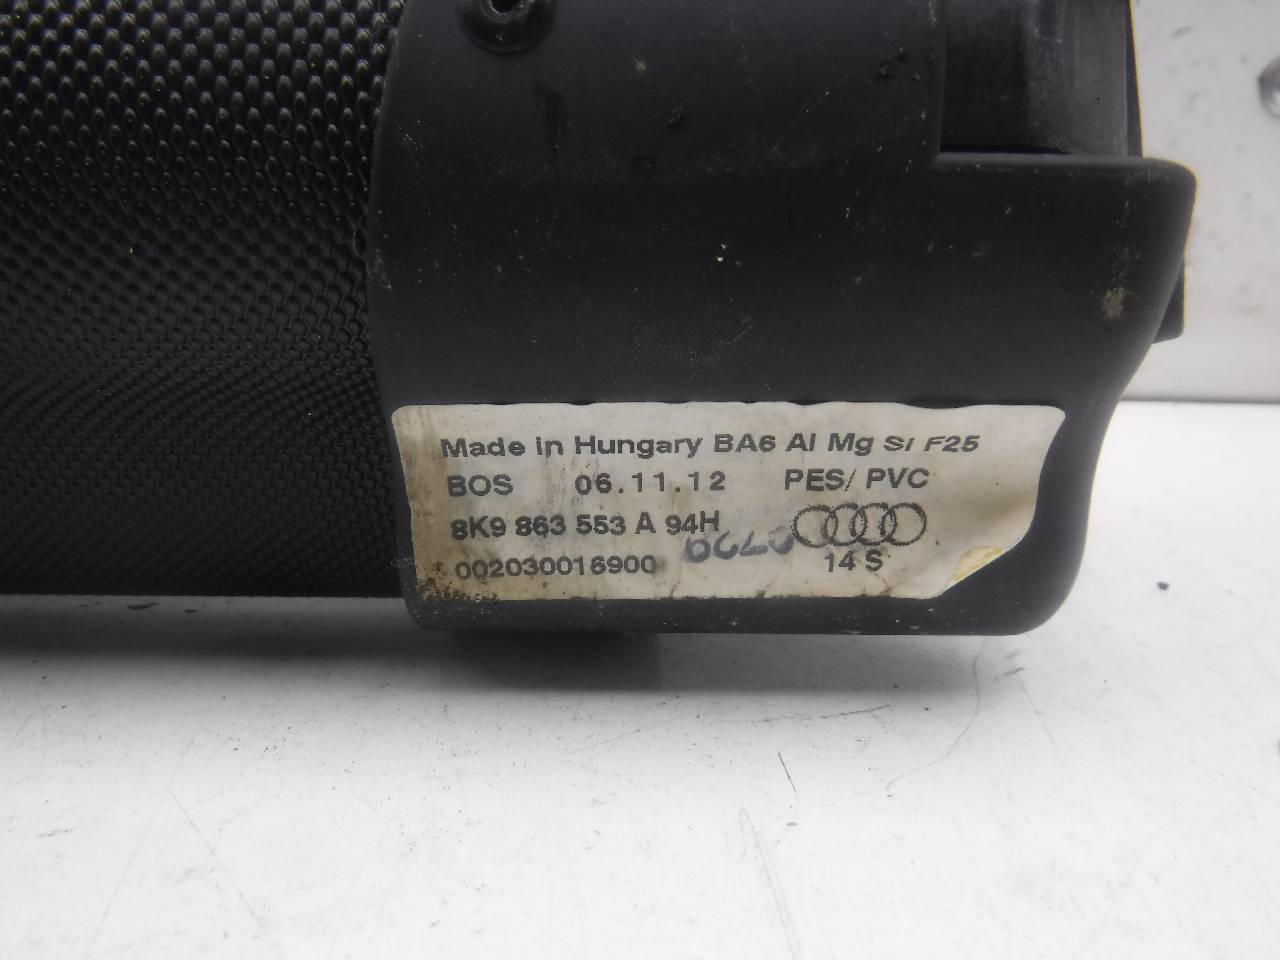 Made in Hungary BA6 Al Mg Si F25
BOS 06.11.12 PES/ PVC
8K9 863 553 A 94H
002030016900 14 S